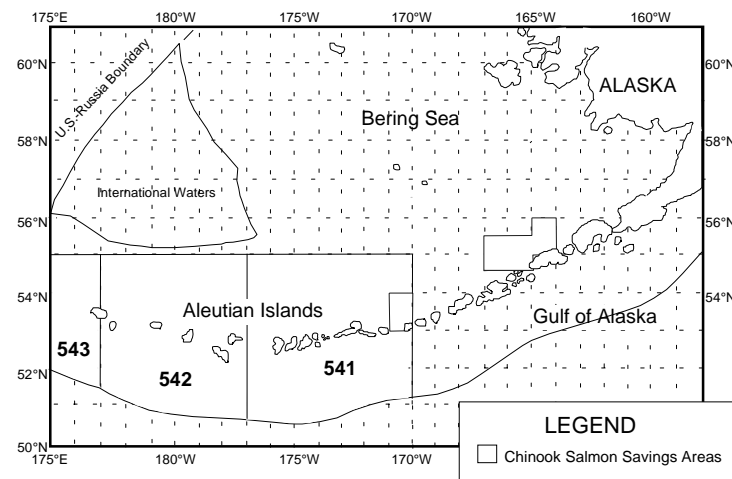 175°E 180°W 175°W 170°W 165°W 160°W
60°N 60°N
U.S.-Russia Boundary
ALASKA
Bering Sea
58°N 58°N
International Waters
56°N 56°N
54°N 54°N
Aleutian Islands
Gulf of Alaska
543
542
541
52°N 52°N
50°N
LEGEND
Chinook Salmon Savings Areas
175°E 180°W 175°W 170°W